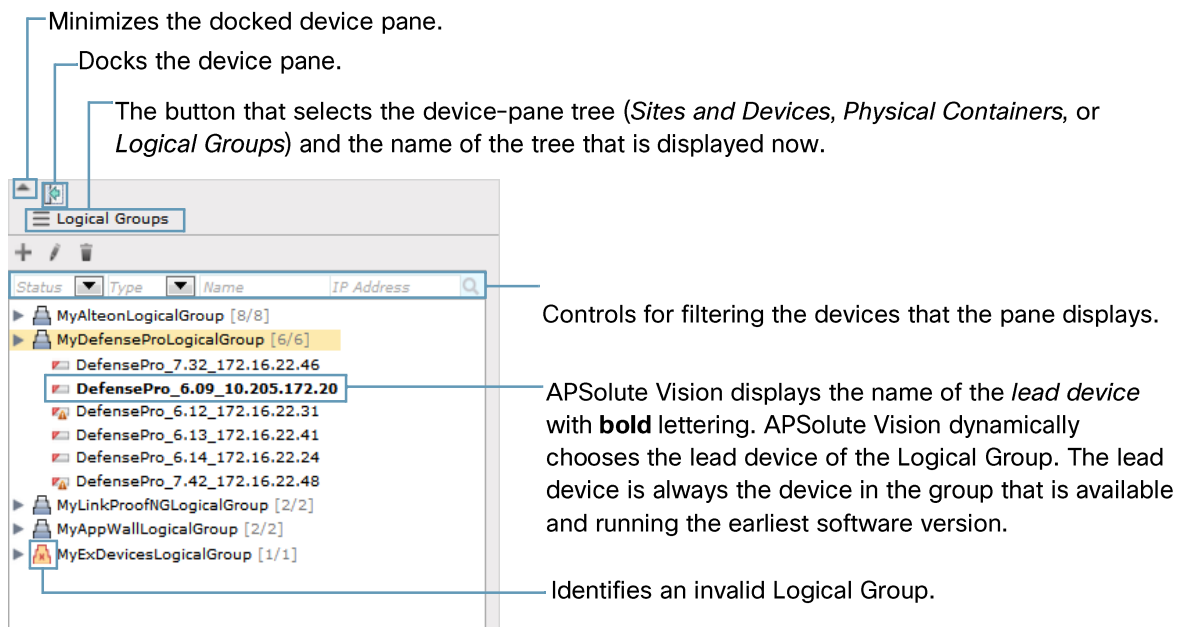 Minimizes the docked device pane.
Docks the device pane.
The button that selects the device-pane tree (Sites and Devices, Physical Containers, or
Logical Groups) and the name of the tree that is displayed now.
Logical Groups
Status Type Name IP Address
Controls for filtering the devices that the pane displays.
MyAlteonLogicalGroup [8/8]
MyDefenseProLogicalGroup [6/6]
DefensePro_7.32_172.16.22.46
DefensePro_6.09_10.205.172.20
DefensePro_6.12_172.16.22.31
DefensePro_6.13_172.16.22.41
DefensePro_6.14_172.16.22.24
DefensePro_7.42_172.16.22.48
MyLinkProofNGLogicalGroup [2/2]
MyAppWallLogicalGroup [2/2]
MyExDevicesLogicalGroup [1/1]
APSolute Vision displays the name of the lead device
with bold lettering. APSolute Vision dynamically
chooses the lead device of the Logical Group. The lead
device is always the device in the group that is available
and running the earliest software version.
Identifies an invalid Logical Group.